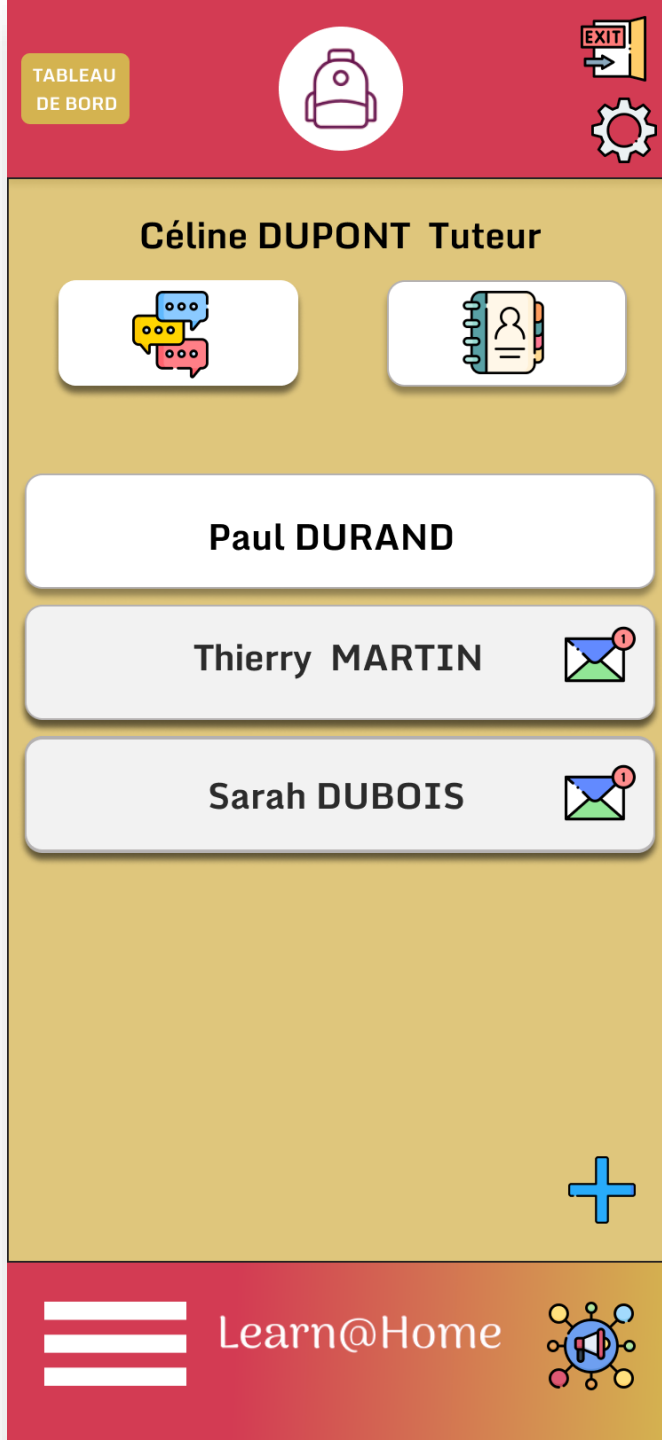 TABLEAU
DE BORD
EXIT
Céline DUPONT Tuteur
Paul DURAND
Thierry MARTIN
1
Sarah DUBOIS
1
Learn@Home